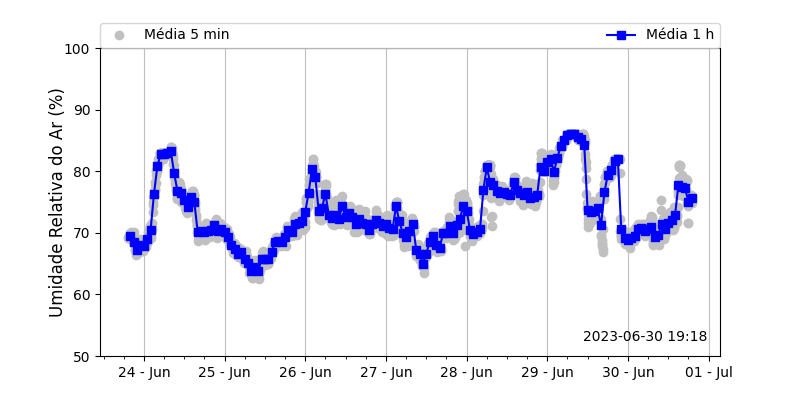 Média 5 min
Média 1 h
Umidade Relativa do Ar (%)
100
90
80
70
60
50
2023-06-30 19:18
24 - Jun
25 - Jun
26 - Jun
27 - Jun
28 - Jun
29 - Jun
30 - Jun
01 - Jul